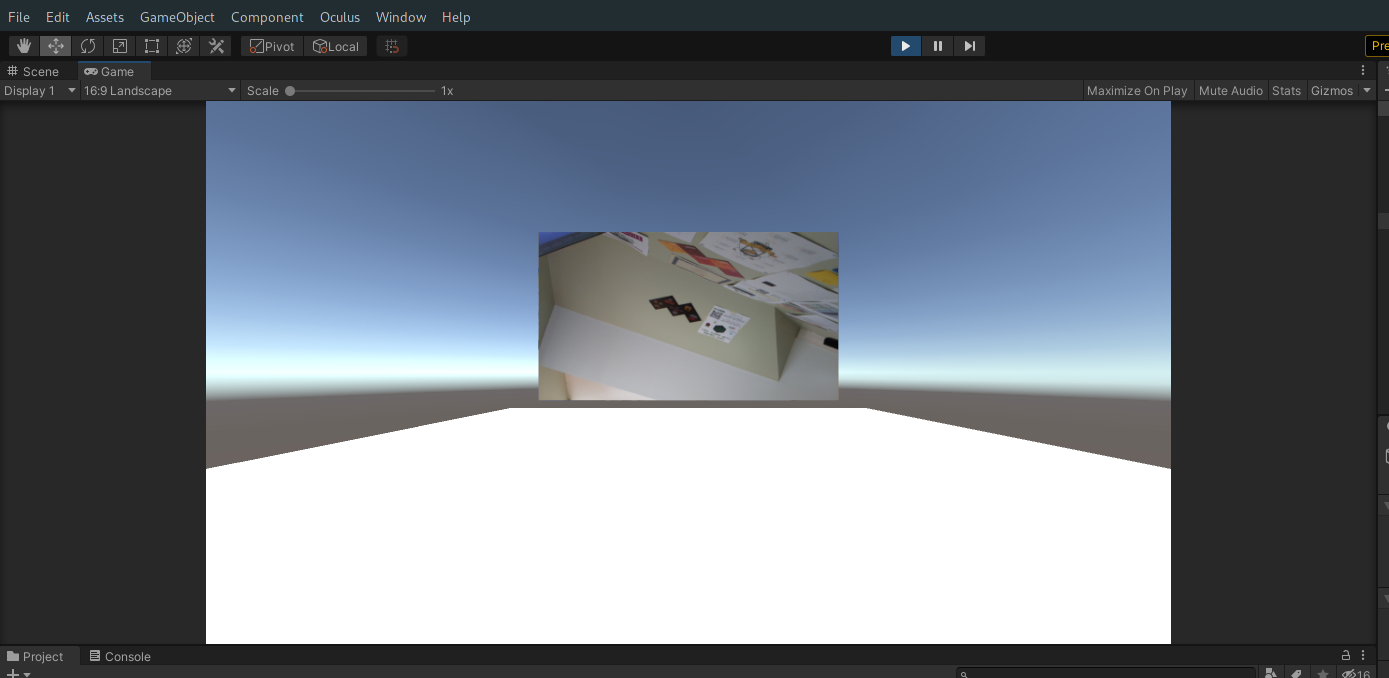 File Edit Assets GameObject Component Oculus Window Help
Pivot Local
Pre
Scene Game
Display 1 16:9 Landscape Scale 1x Maximize On Play Mute Audio Stats Gizmos
Project Console
16